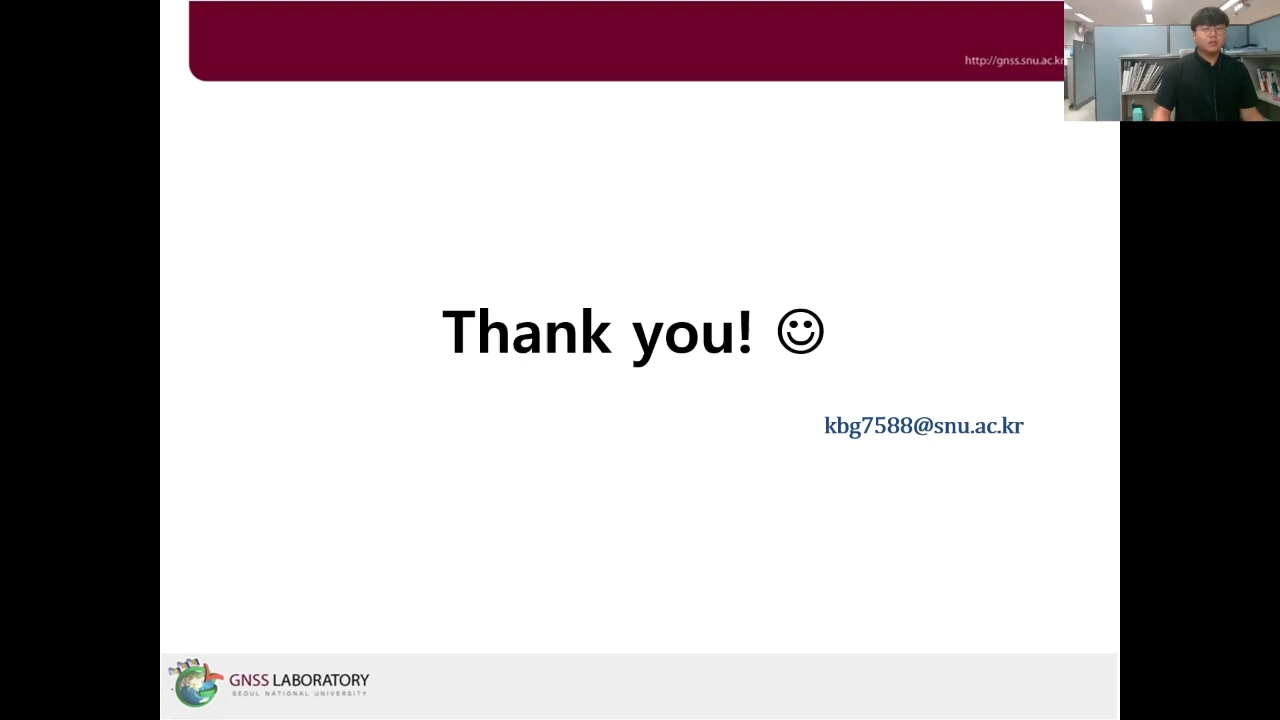 http://gnss.snu.ac.kr
Thank you! ☺
kbg7588@snu.ac.kr
GNSS LABORATORY
SEOUL NATIONAL UNIVERSITY